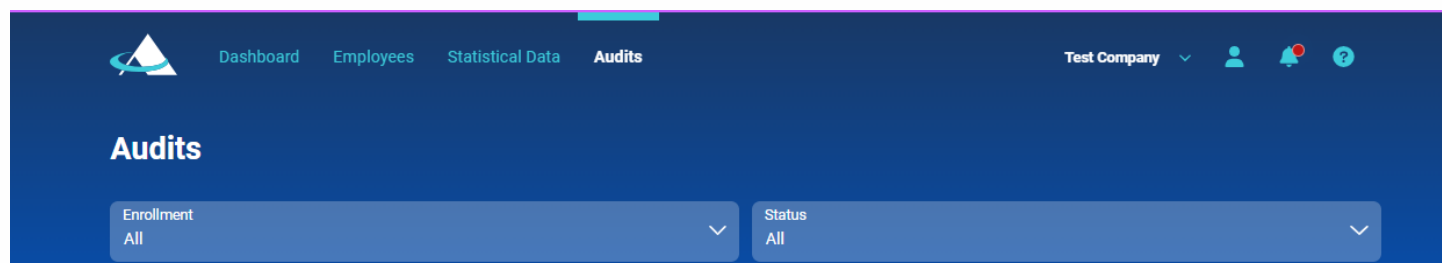 Dashboard Employees Statistical Data Audits Test Company ?
Audits
Enrollment
All
Status
All